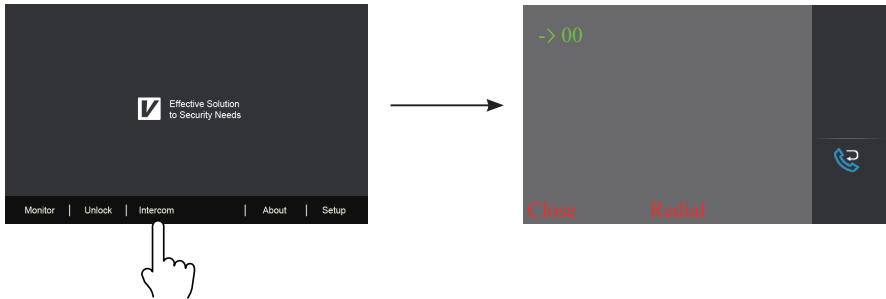 Effective Solution
to Security Needs
Monitor | Unlock | Intercom | About | Setup
-> 00
Close Redial